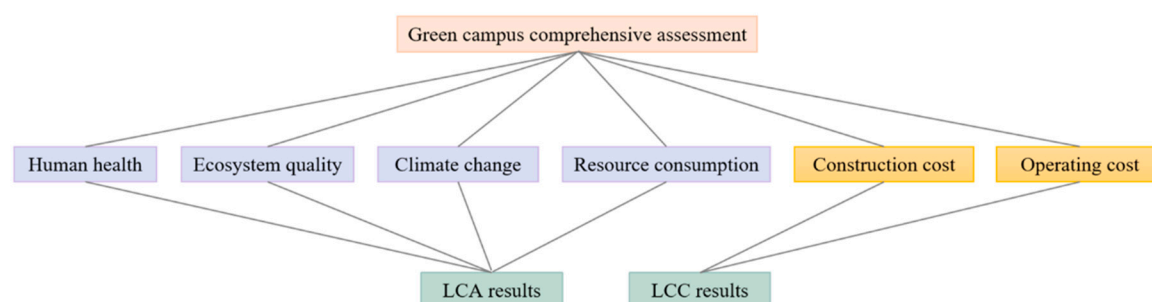 Green campus comprehensive assessment
Human health
Ecosystem quality
Climate change
Resource consumption
Construction cost
Operating cost
LCA results
LCC results